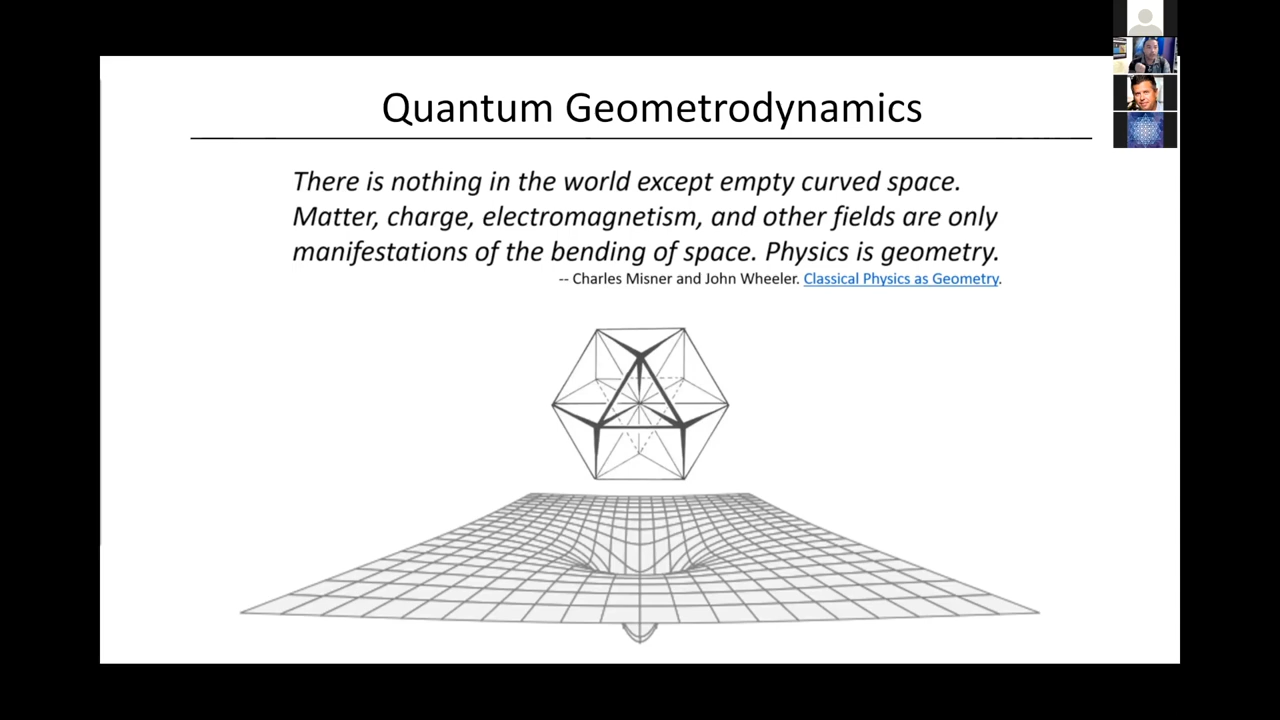 Quantum Geometrodynamics
There is nothing in the world except empty curved space.
Matter, charge, electromagnetism, and other fields are only
manifestations of the bending of space. Physics is geometry.
-- Charles Misner and John Wheeler. Classical Physics as Geometry.